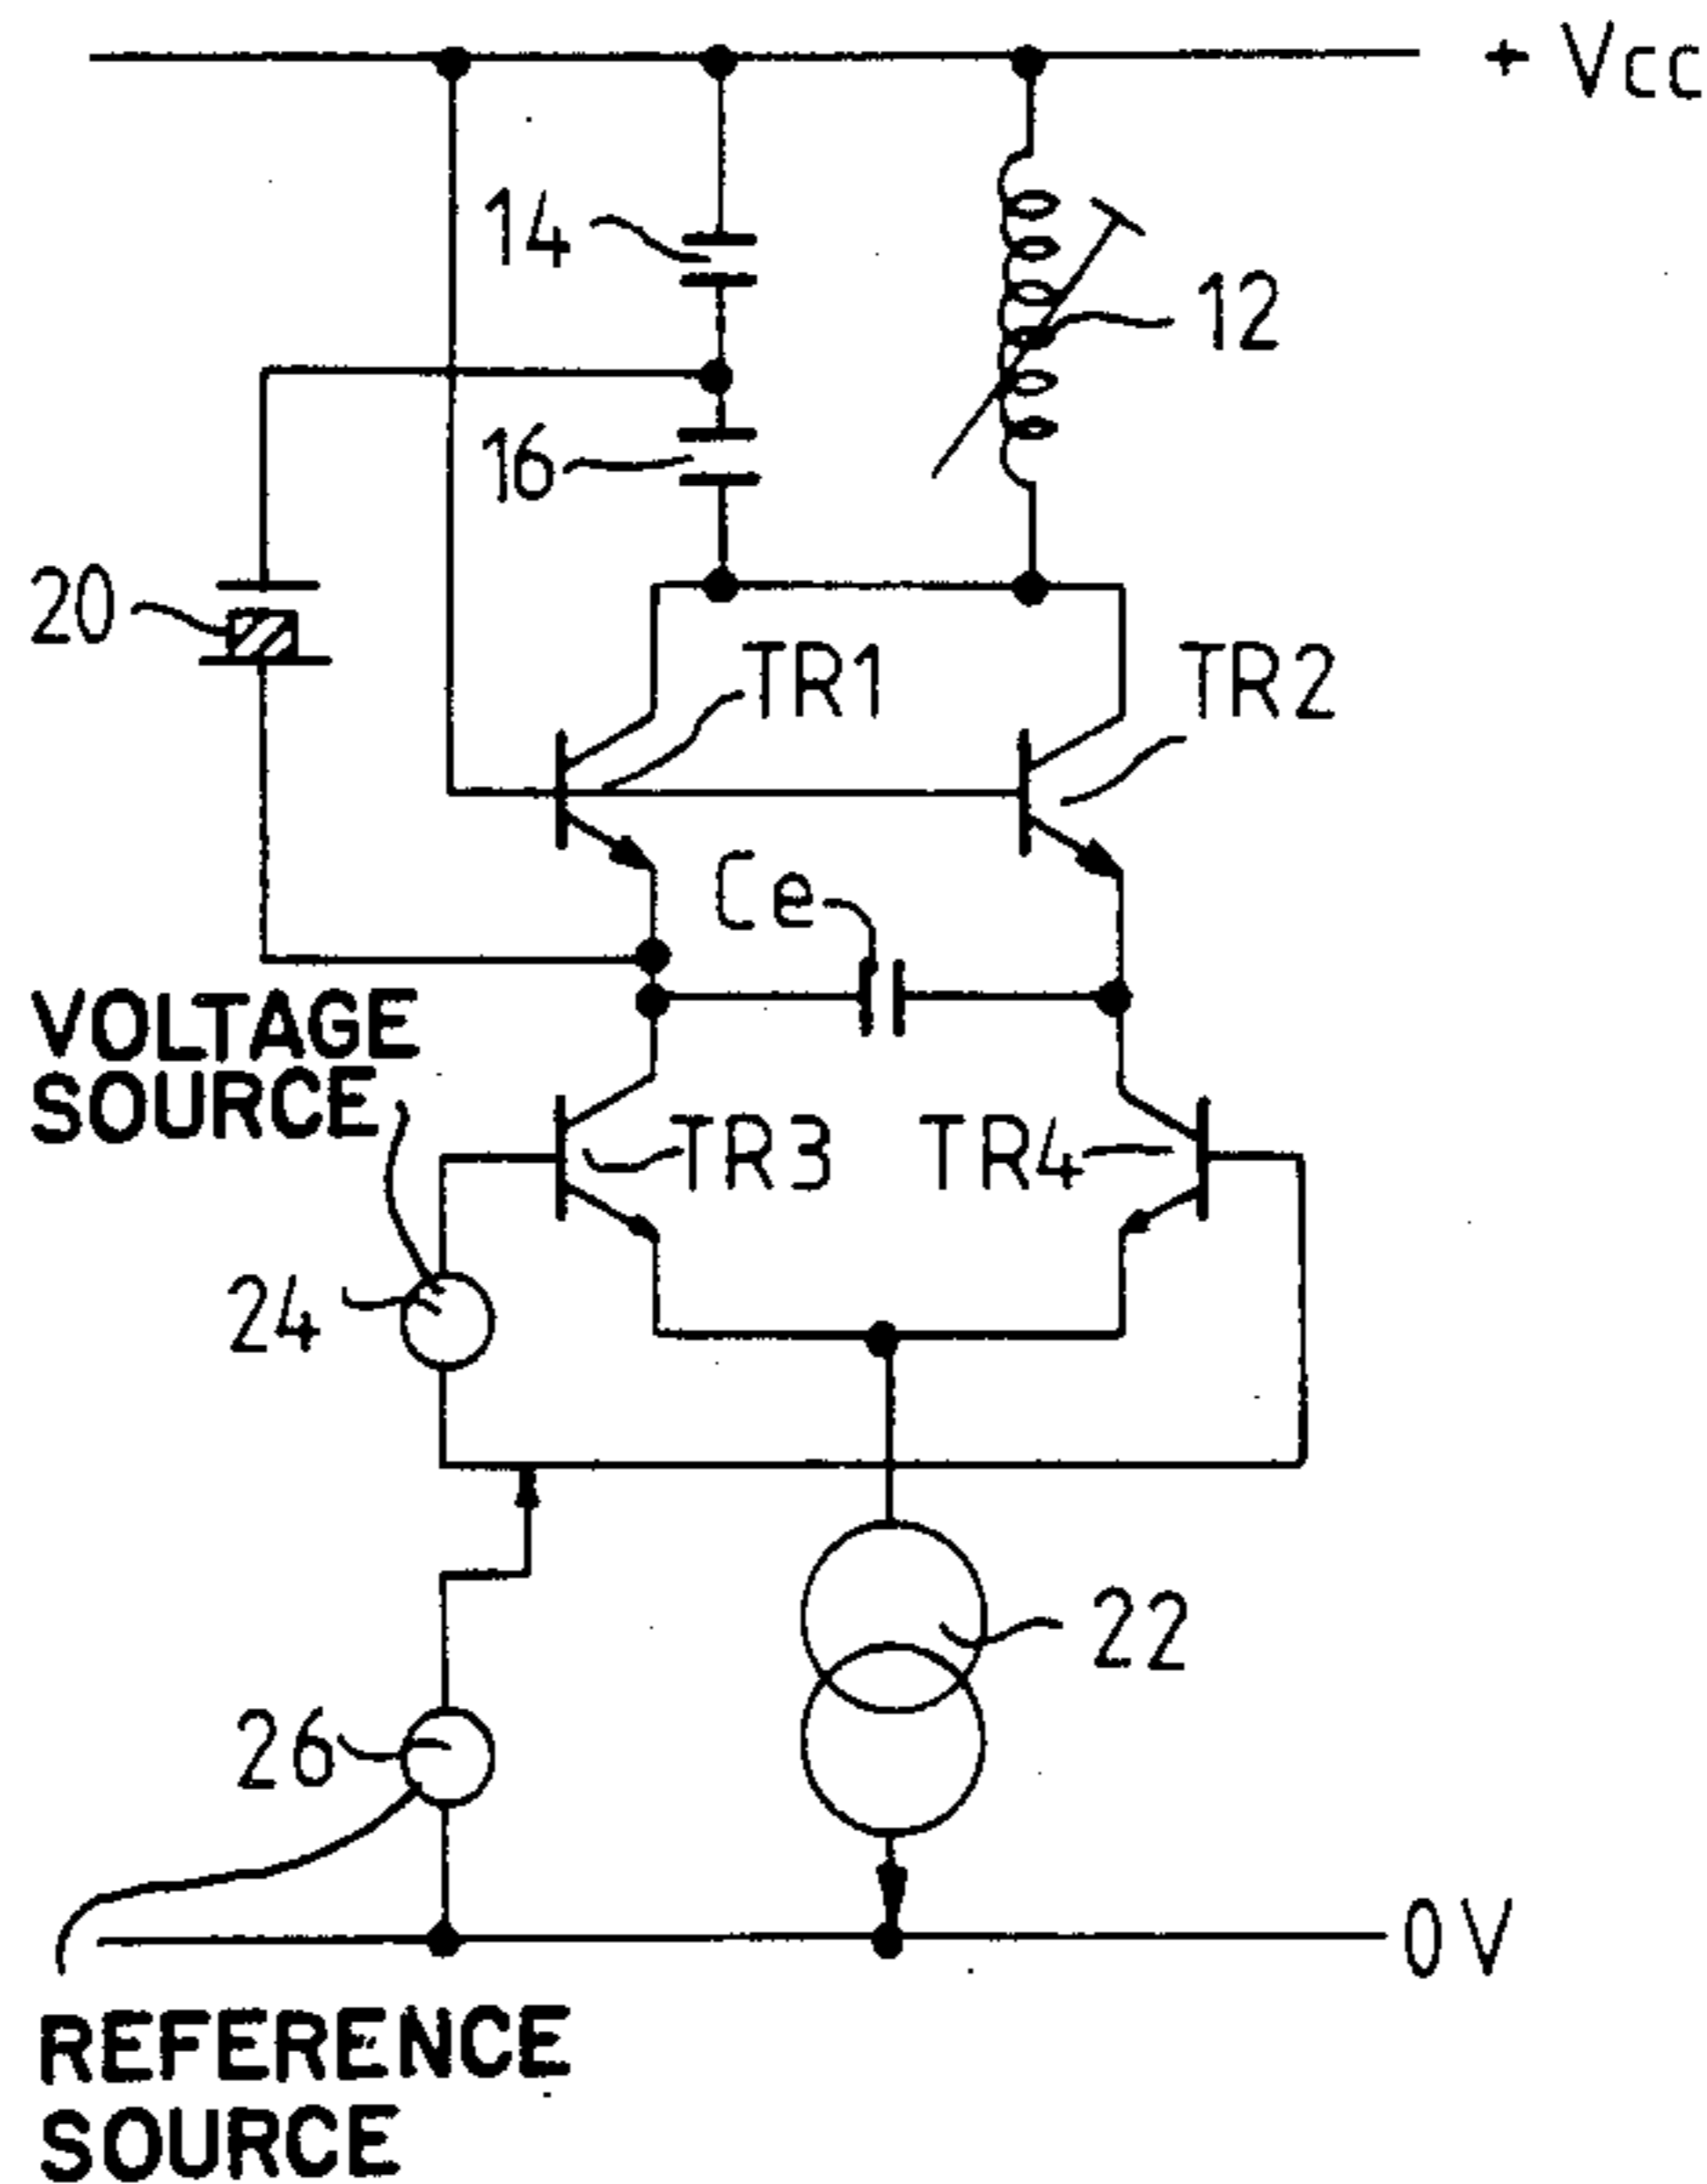 + Vcc
14
12
16
20
TR1
TR2
Ce
VOLTAGE
SOURCE
TR3
TR4
24
22
26
0V
REFERENCE
SOURCE